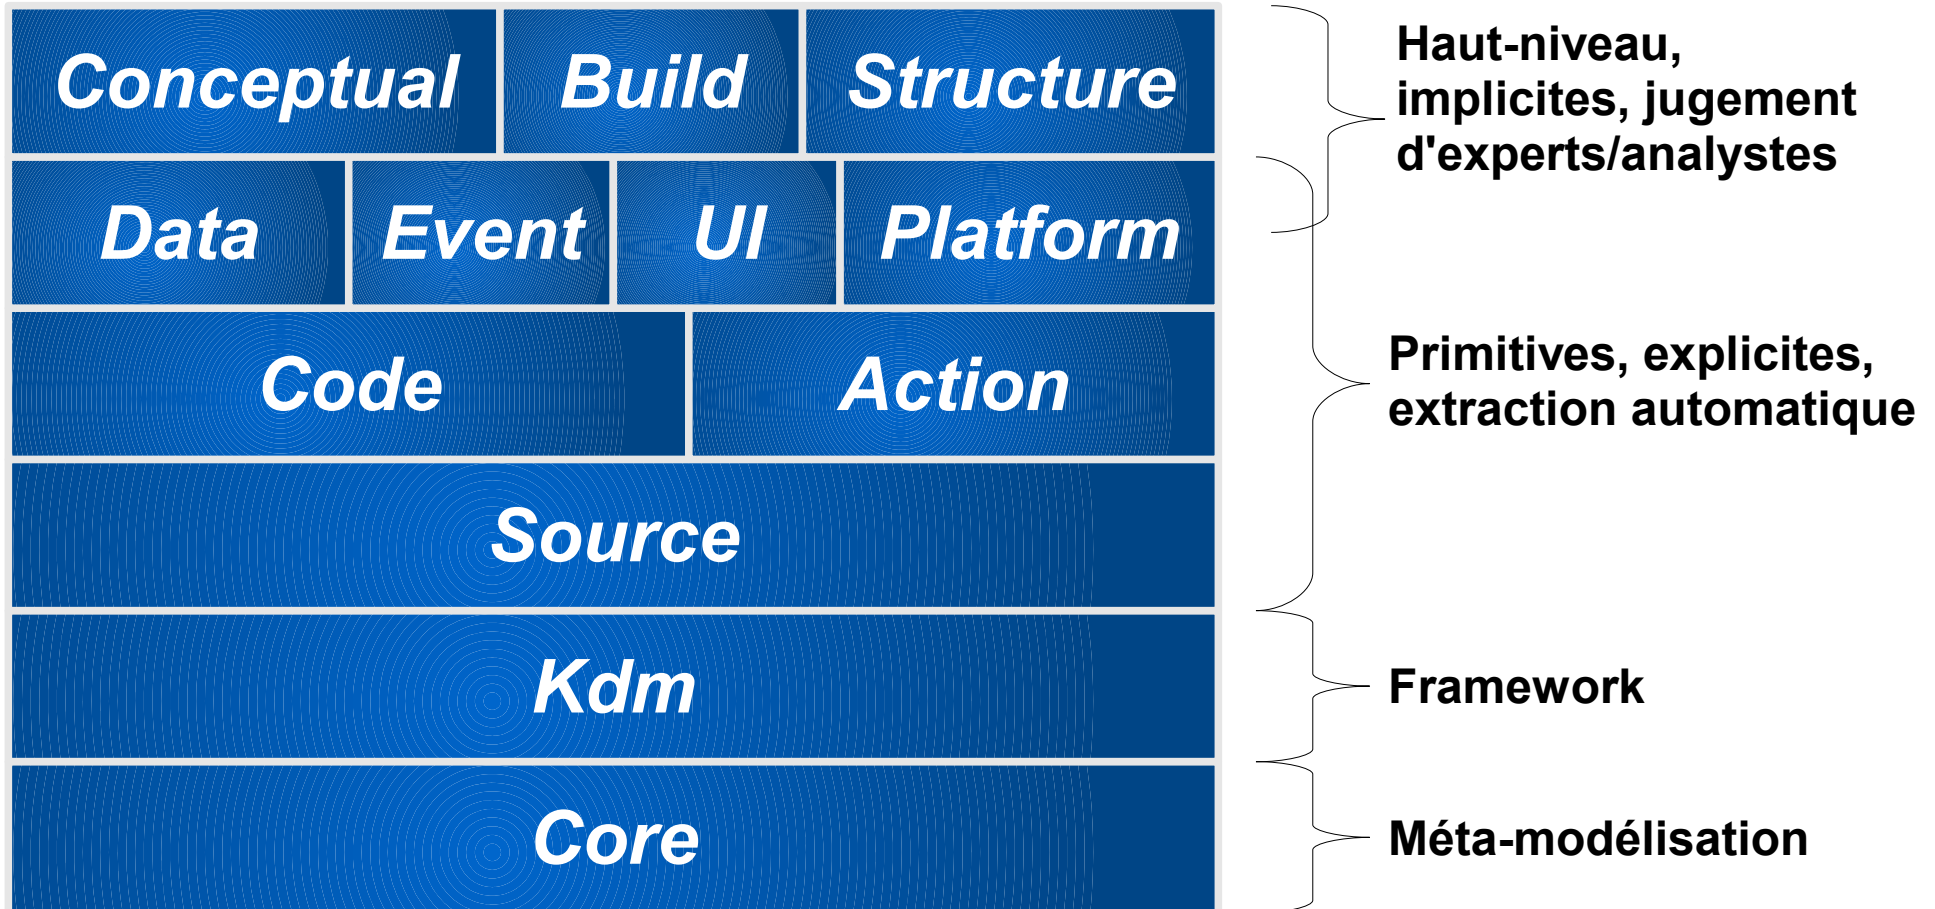 Conceptual Build Structure
Haut-niveau,
implicites, jugement
d'experts/analystes
Data Event UI Platform
Code Action
Primitives, explicites,
extraction automatique
Source
Kdm
Framework
Core
Méta-modélisation